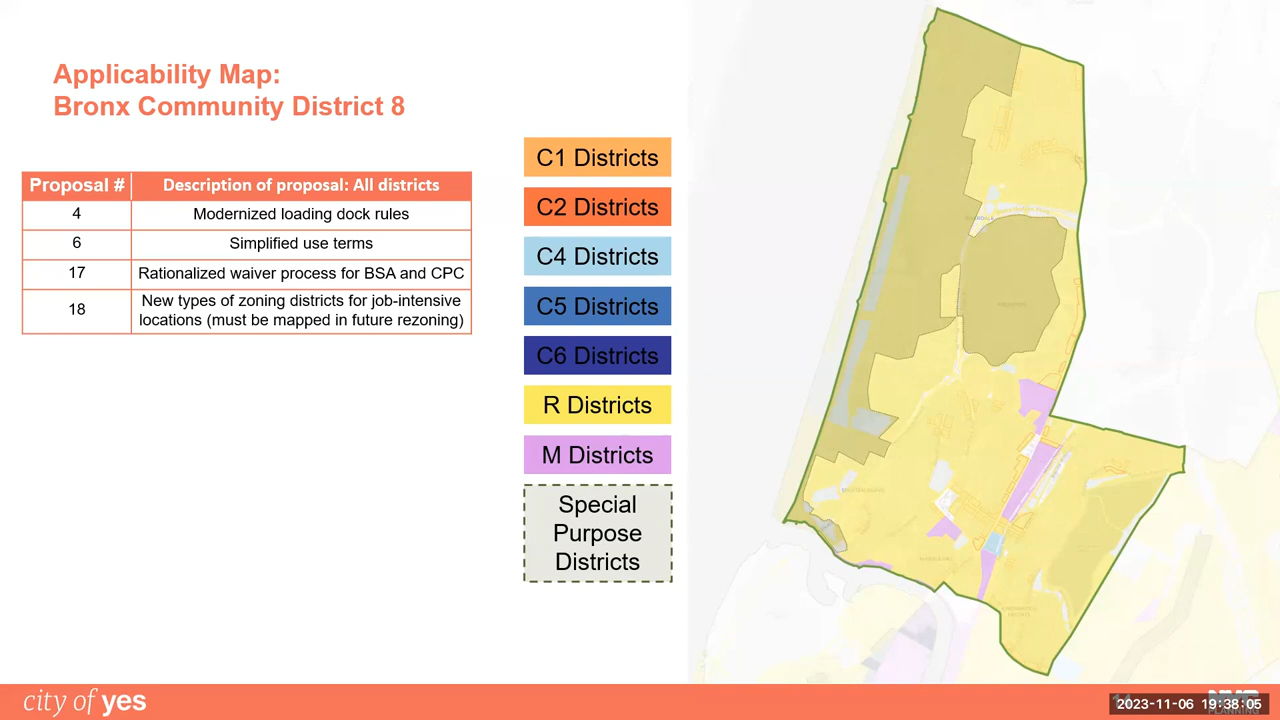 Applicability Map:
Bronx Community District 8
Proposal # Description of proposal: All districts
4 Modernized loading dock rules
6 Simplified use terms
17 Rationalized waiver process for BSA and CPC
18 New types of zoning districts for job-intensive
locations (must be mapped in future rezoning)
C1 Districts
C2 Districts
C4 Districts
C5 Districts
C6 Districts
R Districts
M Districts
Special
Purpose
Districts
city of yes
2023-11-06 19:38:05